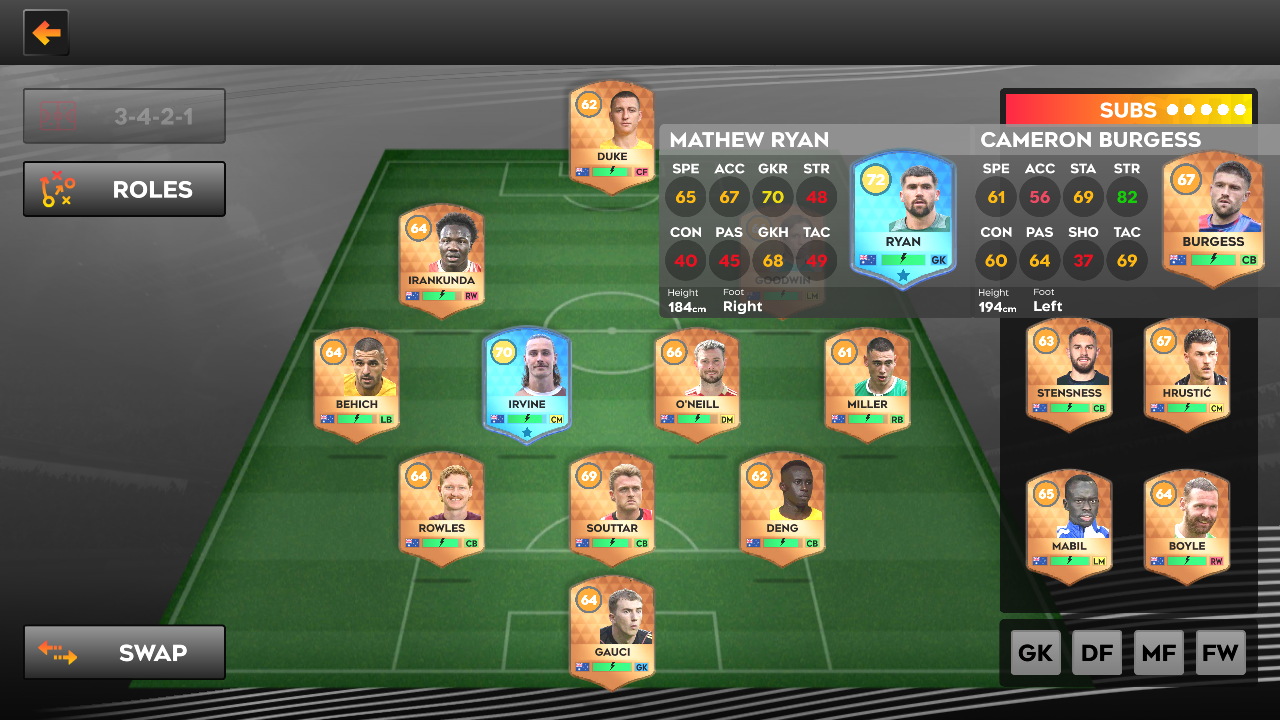 3-4-2-1
ROLES
SWAP
62
DUKE
CF
64
IRANKUNDA
RW
GOODWIN
LM
64
BEHICH
LB
70
IRVINE
CM
66
O'NEILL
DM
61
MILLER
RB
64
ROWLES
CB
69
SOUTTAR
CB
62
DENG
CB
64
GAUCI
GK
SUBS
MATHEW RYAN
SPE ACC GKR STR
65 67 70 48
CON PAS GKH TAC
40 45 68 49
Height Foot
184cm Right
72
RYAN
GK
CAMERON BURGESS
SPE ACC STA STR
61 56 69 82
CON PAS SHO TAC
60 64 37 69
Height Foot
194cm Left
67
BURGESS
CB
63
STENSNESS
CB
67
HRUSTIĆ
CM
65
MABIL
LM
64
BOYLE
RW
GK DF MF FW